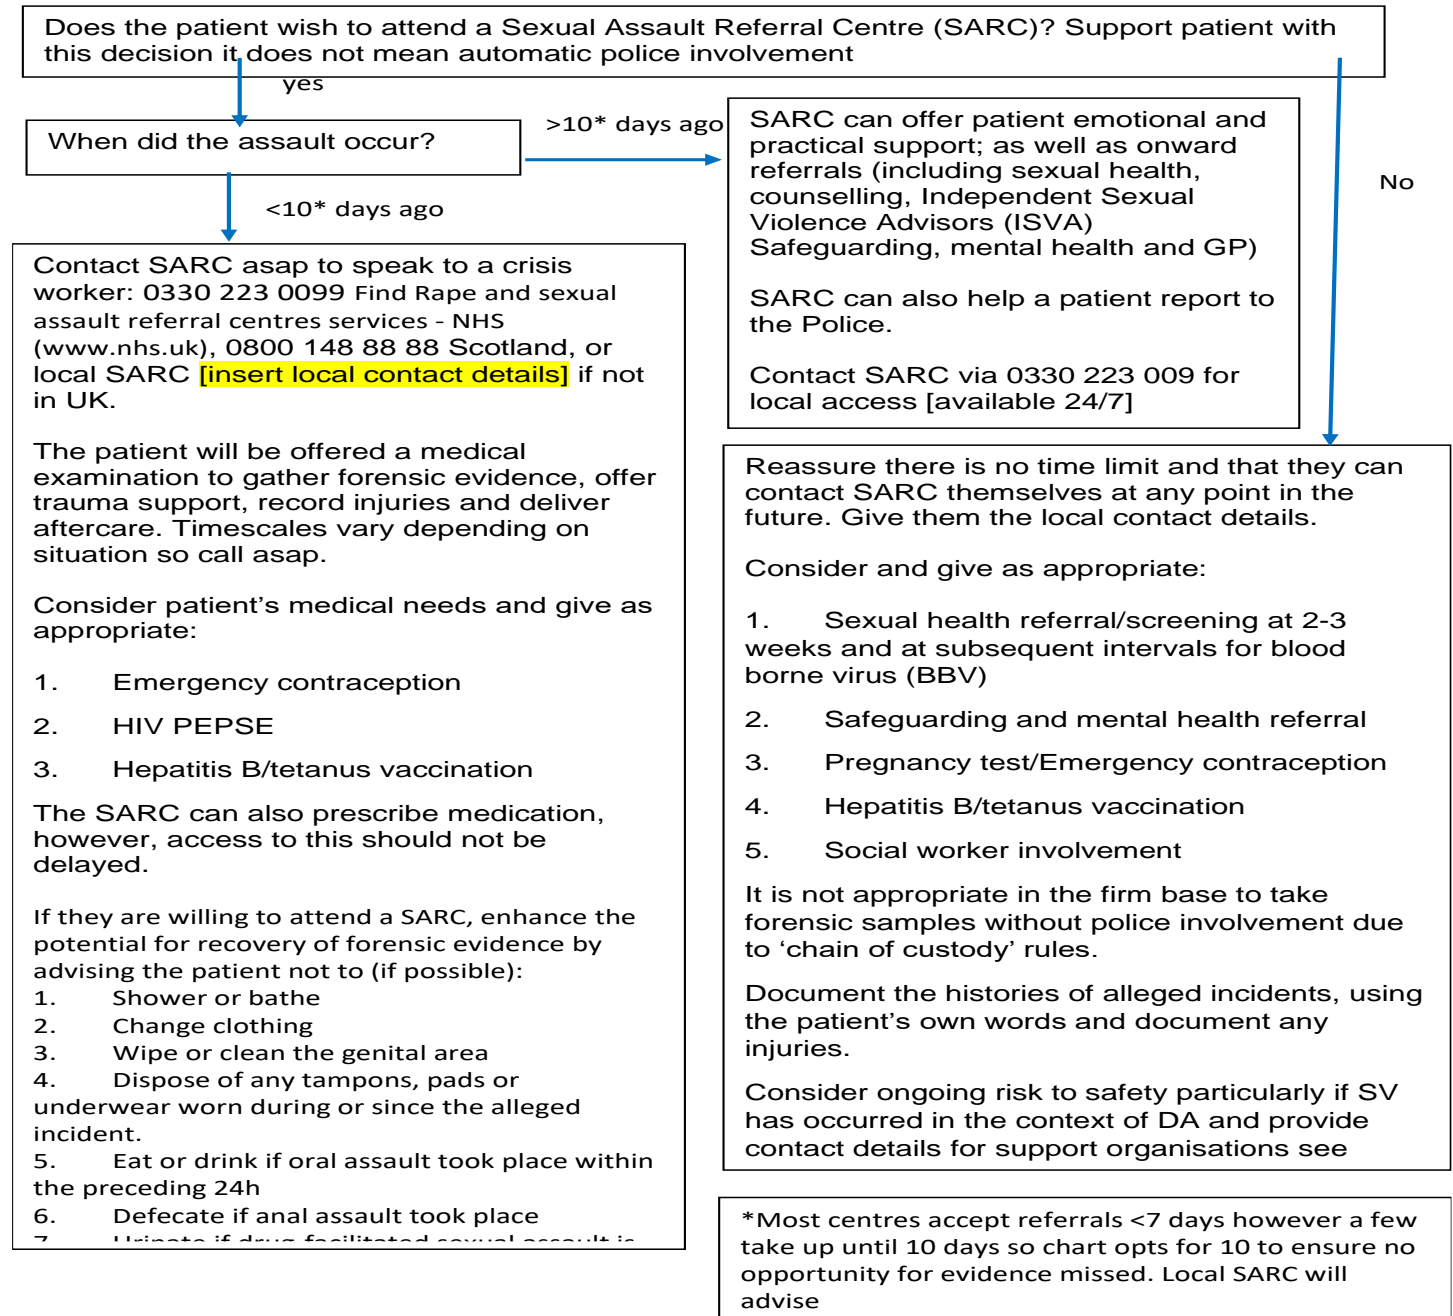 Does the patient wish to attend a Sexual Assault Referral Centre (SARC)? Support patient with
this decision it does not mean automatic police involvement
yes
When did the assault occur?
>10* days ago
<10* days ago
SARC can offer patient emotional and
practical support; as well as onward
referrals (including sexual health,
counselling, Independent Sexual
Violence Advisors (ISVA)
Safeguarding, mental health and GP)
SARC can also help a patient report to
the Police.
Contact SARC via 0330 223 009 for
local access [available 24/7]
No
Contact SARC asap to speak to a crisis
worker: 0330 223 0099 Find Rape and sexual
assault referral centres services - NHS
(www.nhs.uk), 0800 148 88 88 Scotland, or
local SARC [insert local contact details] if not
in UK.
The patient will be offered a medical
examination to gather forensic evidence, offer
trauma support, record injuries and deliver
aftercare. Timescales vary depending on
situation so call asap.
Consider patient's medical needs and give as
appropriate:
1. Emergency contraception
2. HIV PEPSE
3. Hepatitis B/tetanus vaccination
The SARC can also prescribe medication,
however, access to this should not be
delayed.
If they are willing to attend a SARC, enhance the
potential for recovery of forensic evidence by
advising the patient not to (if possible):
1. Shower or bathe
2. Change clothing
3. Wipe or clean the genital area
4. Dispose of any tampons, pads or
underwear worn during or since the alleged
incident.
5. Eat or drink if oral assault took place within
the preceding 24h
6. Defecate if anal assault took place
7. Urinate if drug facilitated sexual assault is
Reassure there is no time limit and that they can
contact SARC themselves at any point in the
future. Give them the local contact details.
Consider and give as appropriate:
1. Sexual health referral/screening at 2-3
weeks and at subsequent intervals for blood
borne virus (BBV)
2. Safeguarding and mental health referral
3. Pregnancy test/Emergency contraception
4. Hepatitis B/tetanus vaccination
5. Social worker involvement
It is not appropriate in the firm base to take
forensic samples without police involvement due
to 'chain of custody' rules.
Document the histories of alleged incidents, using
the patient's own words and document any
injuries.
Consider ongoing risk to safety particularly if SV
has occurred in the context of DA and provide
contact details for support organisations see
*Most centres accept referrals <7 days however a few
take up until 10 days so chart opts for 10 to ensure no
opportunity for evidence missed. Local SARC will
advise